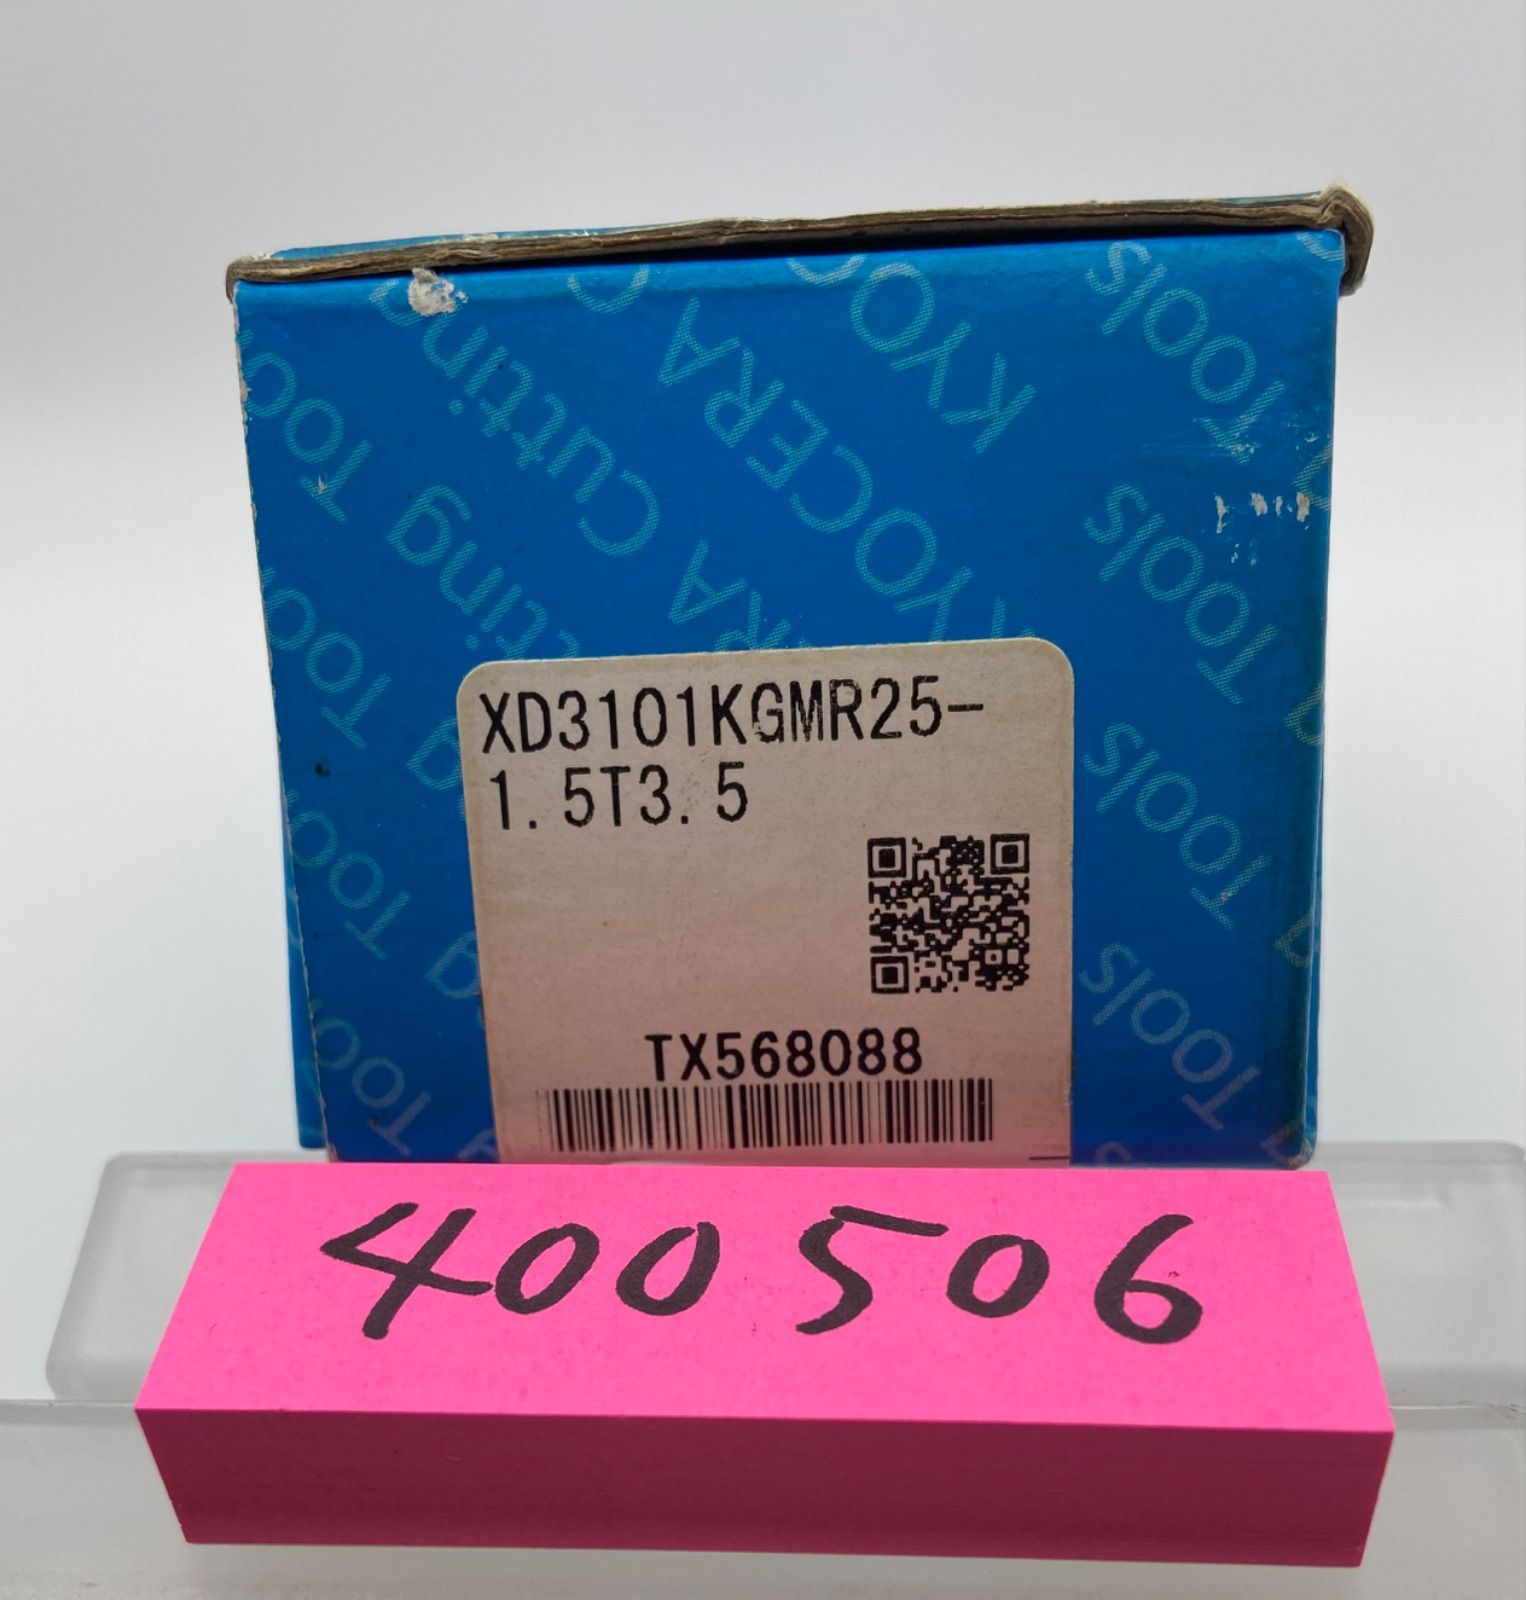 KYOCERA Cutting Tools
XD3101KGMR25-
1.5T3.5
TX568088
400506